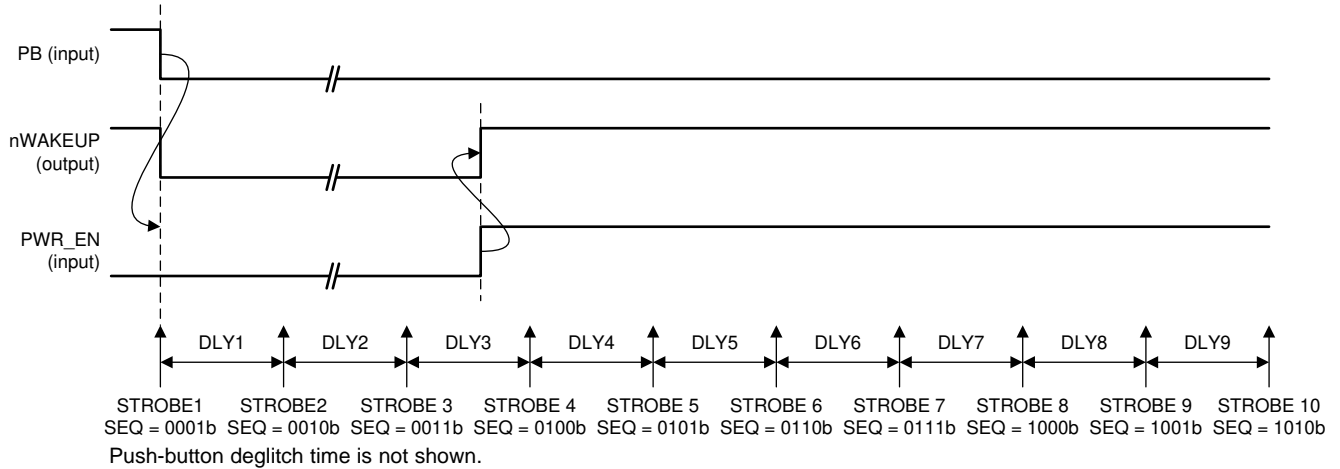 PB (input)
nWAKEUP
(output)
PWR_EN
(input)
DLY1 DLY2 DLY3 DLY4 DLY5 DLY6 DLY7 DLY8 DLY9
STROBE1 STROBE2 STROBE 3 STROBE 4 STROBE 5 STROBE 6 STROBE 7 STROBE 8 STROBE 9 STROBE 10
SEQ = 0001b SEQ = 0010b SEQ = 0011b SEQ = 0100b SEQ = 0101b SEQ = 0110b SEQ = 0111b SEQ = 1000b SEQ = 1001b SEQ = 1010b
Push-button deglitch time is not shown.